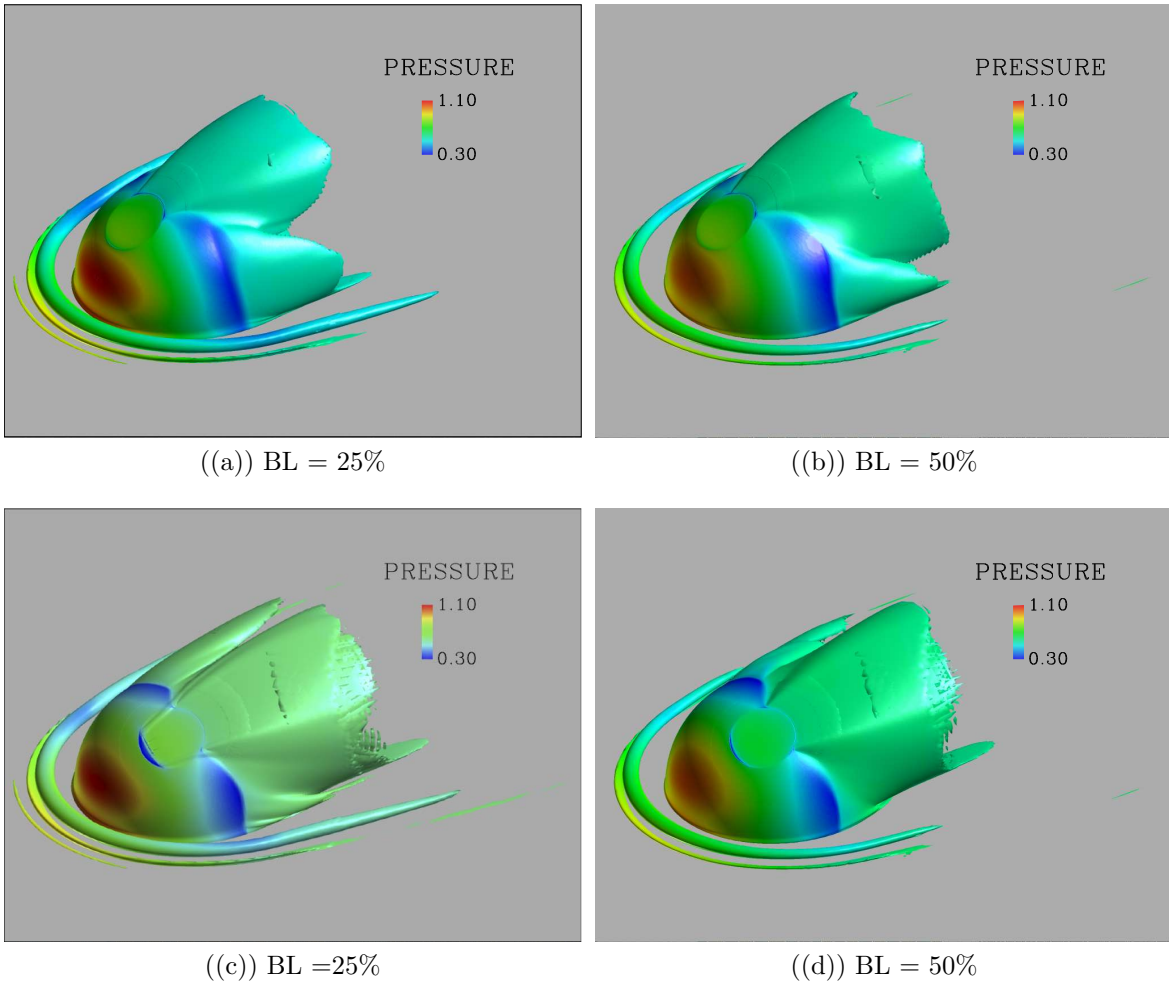 PRESSURE
1.10
0.30
PRESSURE
1.10
0.30
((a)) BL = 25%
((b)) BL = 50%
PRESSURE
1.10
0.30
PRESSURE
1.10
0.30
((c)) BL =25%
((d)) BL = 50%